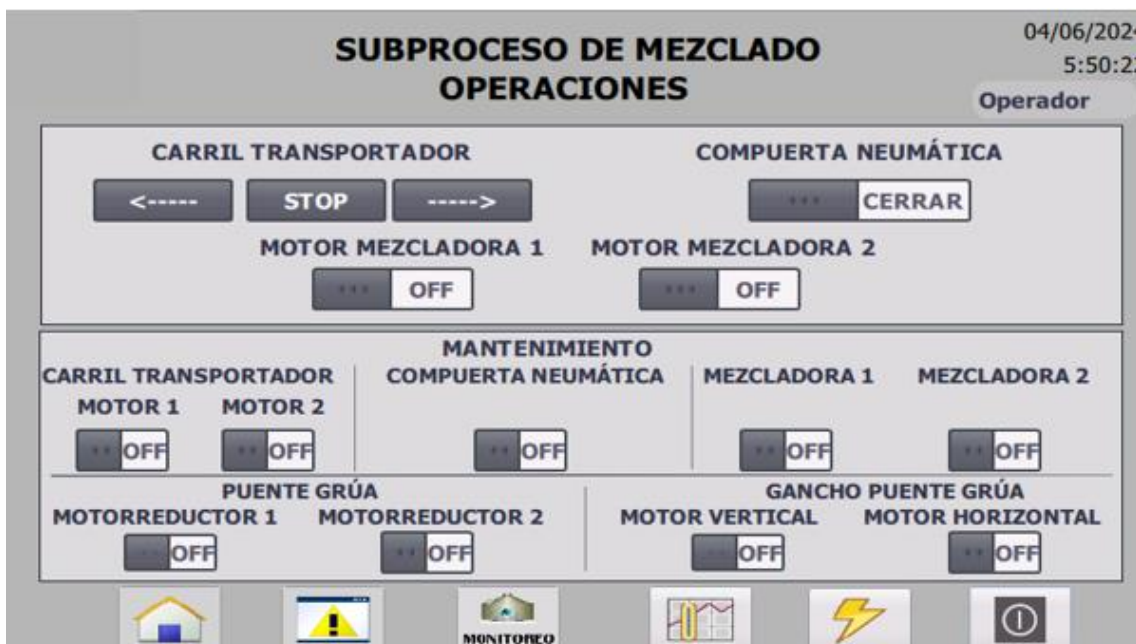 SUBPROCESO DE MEZCLADO
OPERACIONES
04/06/202
5:50:2
Operador
CARRIL TRANSPORTADOR
COMPUERTA NEUMÁTICA
<-----
STOP
----->
CERRAR
MOTOR MEZCLADORA 1
MOTOR MEZCLADORA 2
OFF
OFF
MANTENIMIENTO
CARRIL TRANSPORTADOR
COMPUERTA NEUMÁTICA
MEZCLADORA 1
MEZCLADORA 2
MOTOR 1
MOTOR 2
OFF
OFF
OFF
OFF
OFF
PUENTE GRÚA
GANCHO PUENTE GRÚA
MOTORREDUCTOR 1
MOTORREDUCTOR 2
MOTOR VERTICAL
MOTOR HORIZONTAL
OFF
OFF
OFF
OFF
MONITOREO